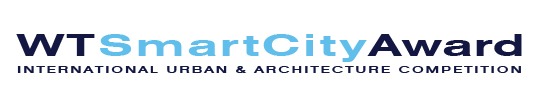 WTSmartCityAward
INTERNATIONAL URBAN & ARCHITECTURE COMPETITION